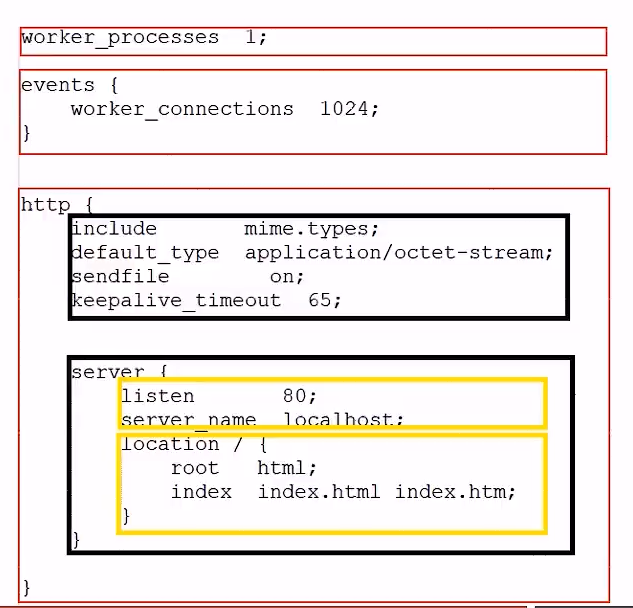 worker_processes  1;
events {
    worker_connections  1024;
}
http {
    include       mime.types;
    default_type  application/octet-stream;
    sendfile        on;
    keepalive_timeout  65;
    server {
        listen       80;
        server_name  localhost;
        location / {
            root   html;
            index  index.html index.htm;
        }
    }
}